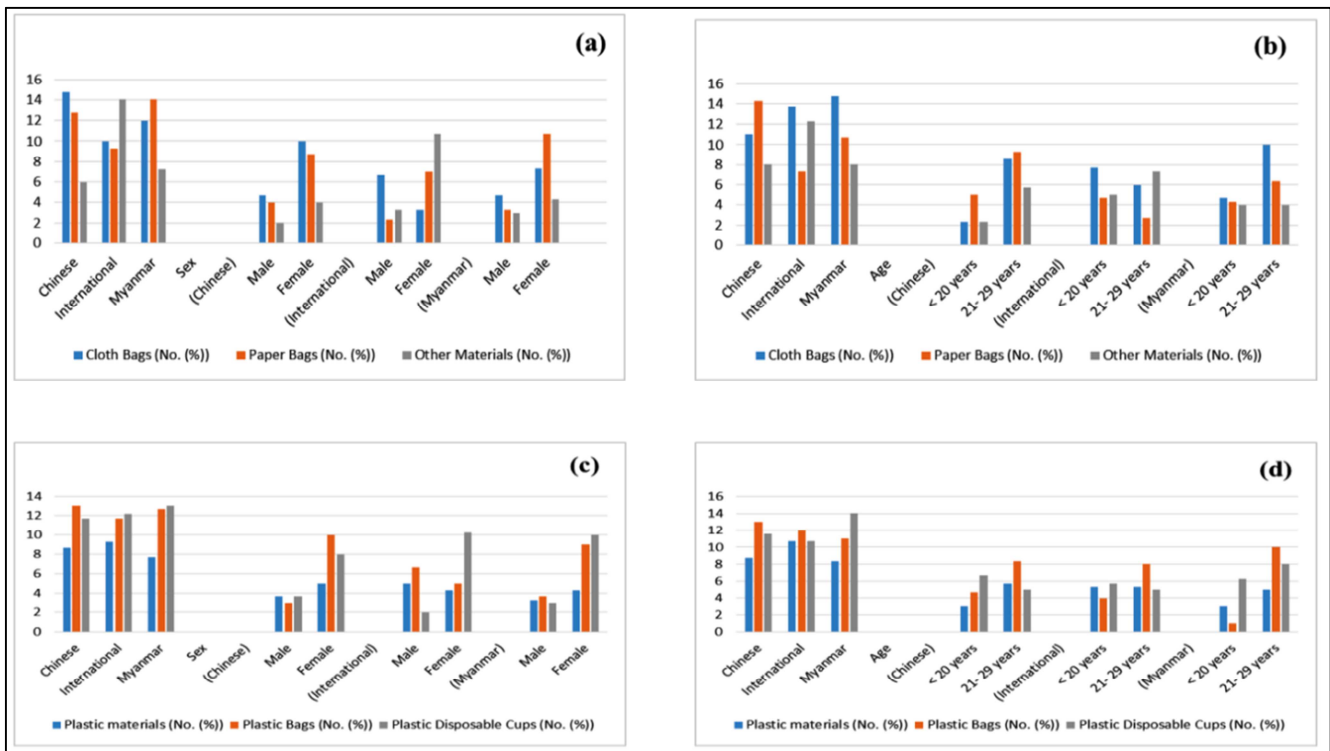 (a)
16
14
12
10
8
6
4
2
0
Chinese
International
Myanmar
Sex
(Chinese)
Male
Female
(International)
Male
Female
(Myanmar)
Male
Female
Cloth Bags (No. (%)) Paper Bags (No. (%)) Other Materials (No. (%))
(b)
16
14
12
10
8
6
4
2
0
Chinese
International
Myanmar
Age
(Chinese)
< 20 years
21- 29 years
(International)
< 20 years
21- 29 years
(Myanmar)
< 20 years
21- 29 years
Cloth Bags (No. (%)) Paper Bags (No. (%)) Other Materials (No. (%))
(c)
14
12
10
8
6
4
2
0
Chinese
International
Myanmar
Sex
(Chinese)
Male
Female
(International)
Male
Female
(Myanmar)
Male
Female
Plastic materials (No. (%)) Plastic Bags (No. (%)) Plastic Disposable Cups (No. (%))
(d)
16
14
12
10
8
6
4
2
0
Chinese
International
Myanmar
Age
(Chinese)
< 20 years
21- 29 years
(International)
< 20 years
21- 29 years
(Myanmar)
< 20 years
21- 29 years
Plastic materials (No. (%)) Plastic Bags (No. (%)) Plastic Disposable Cups (No. (%))